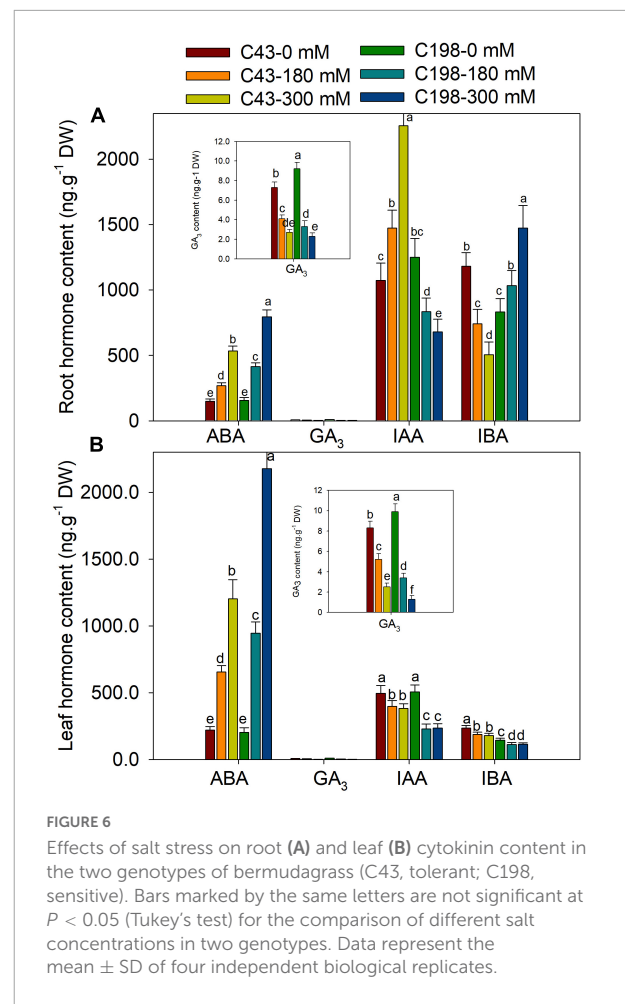 C43-0 mM C198-0 mM
C43-180 mM C198-180 mM
C43-300 mM C198-300 mM
A
Root hormone content (ng.g-1 DW)
2000
1500
1000
500
0
e d b e c a
b a bc d e
b c d c b a
ABA GA3 IAA IBA
GA3 content (ng.g-1 DW)
12.0
10.0
8.0
6.0
4.0
2.0
0.0
b c de a d e
GA3
B
Leaf hormone content (ng.g-1 DW)
2000.0
1500.0
1000.0
500.0
0.0
e d b e c a
a b b a c c
a b b c d d
ABA GA3 IAA IBA
GA3 content (ng.g-1 DW)
12
10
8
6
4
2
0
b c e a d f
GA3
FIGURE 6
Effects of salt stress on root (A) and leaf (B) cytokinin content in
the two genotypes of bermudagrass (C43, tolerant; C198,
sensitive). Bars marked by the same letters are not significant at
P < 0.05 (Tukey's test) for the comparison of different salt
concentrations in two genotypes. Data represent the
mean ± SD of four independent biological replicates.